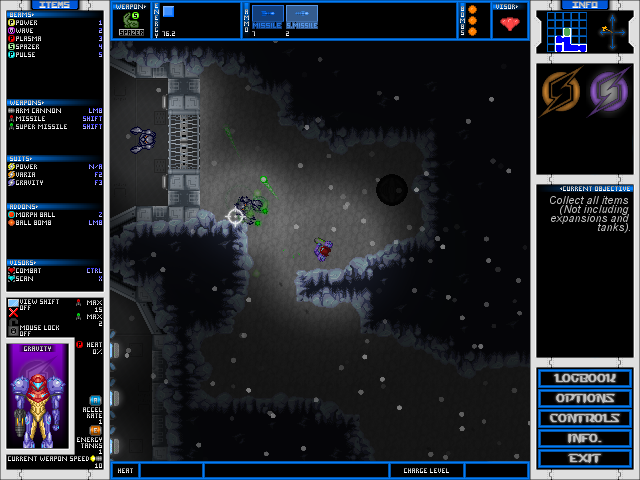 ITEMS
BEAMS
POWER 1
WAVE 2
PLASMA 3
SPAZER 4
PULSE 5
WEAPONS
ARM CANNON LMB
MISSILE SHIFT
SUPER MISSILE SHIFT
SUITS
POWER N/A
VARIA F2
GRAVITY F3
ADDONS
MORPH BALL 2
BALL BOMB LMB
VISORS
COMBAT CTRL
SCAN X
VIEW SHIFT
OFF
MOUSE LOCK
OFF
MAX
15
MAX
2
GRAVITY
HEAT
0%
ACCEL
RATE
1
ENERGY
TANKS
1
CURRENT WEAPON SPEED
10
WEAPON
SPAZER
ENERGY
76.2
AMMO
MISSILE
7
S.MISSILE
2
BOMBS
VISOR
HEAT
CHARGE LEVEL
INFO
CURRENT OBJECTIVE
Collect all items
(Not including
expansions and
tanks).
LOGBOOK
OPTIONS
CONTROLS
INFO.
EXIT